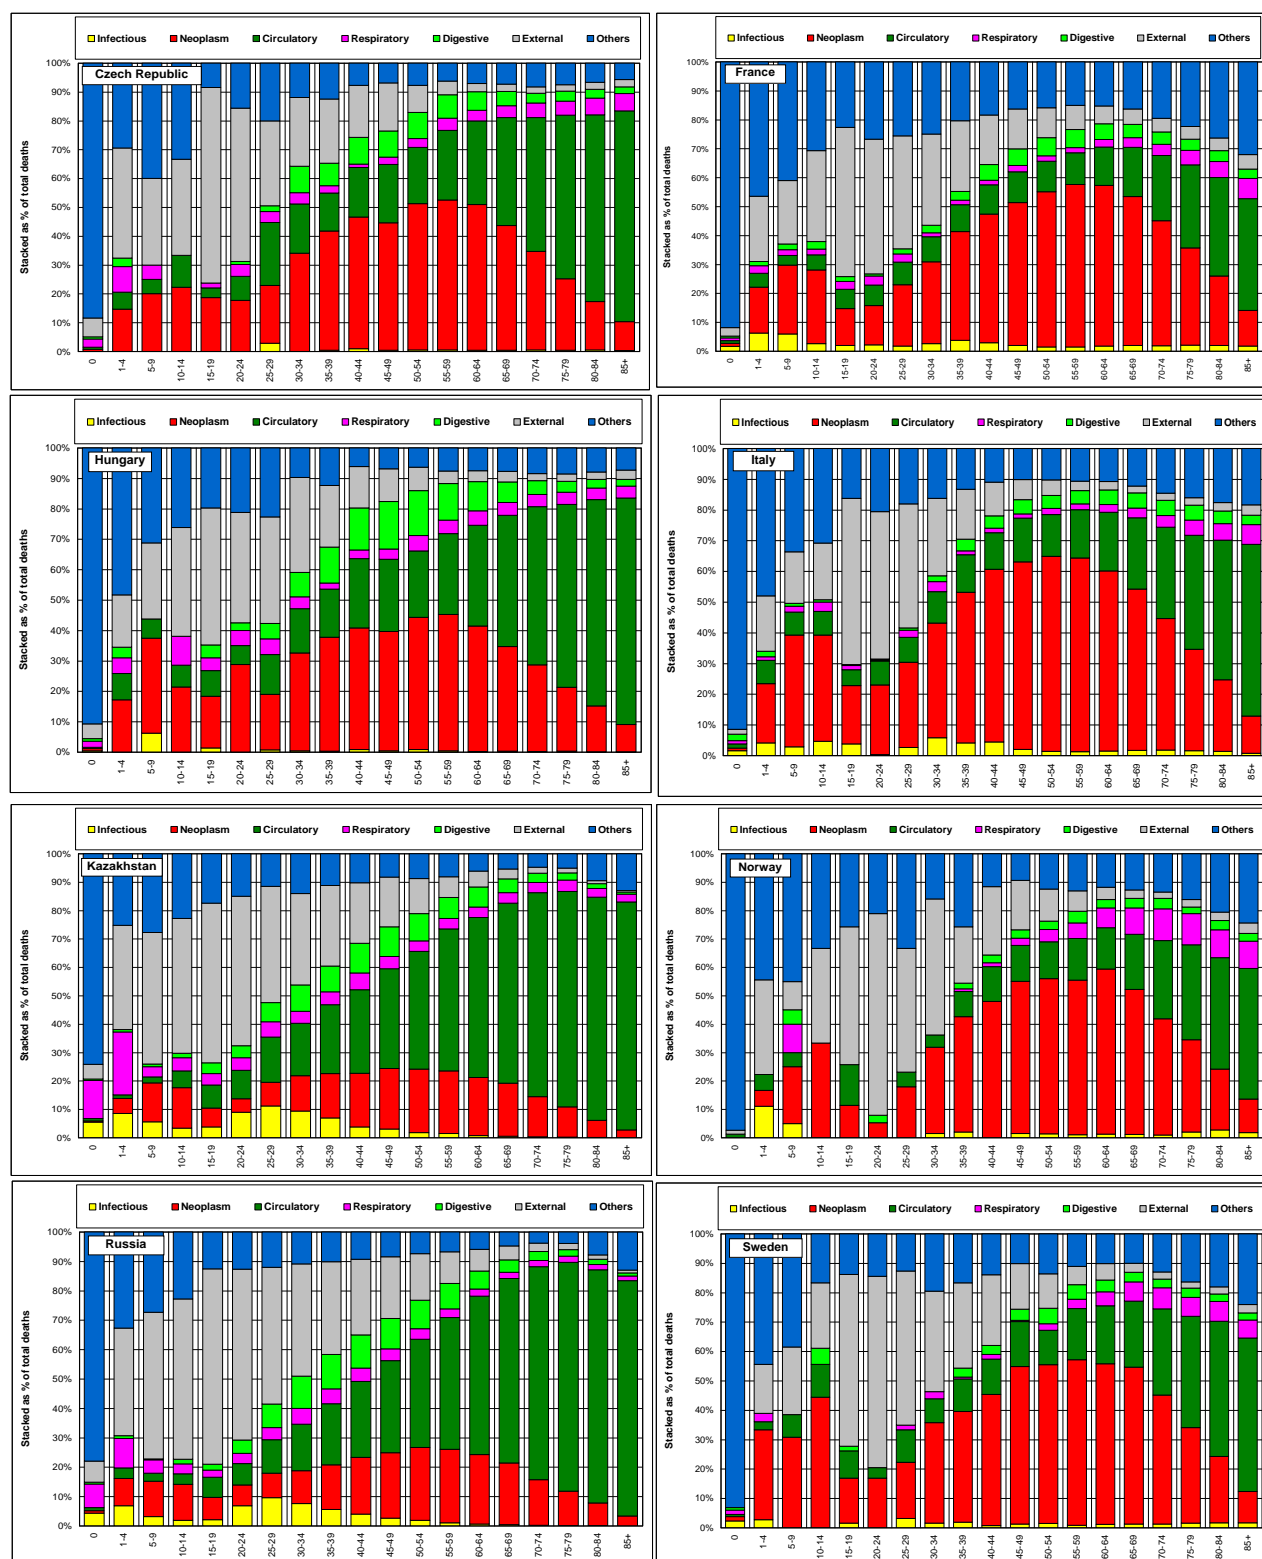 Infectious Neoplasm Circulatory Respiratory Digestive External Others
Czech Republic
Stacked as % of total deaths
100%
90%
80%
70%
60%
50%
40%
30%
20%
10%
0%
0 1-4 5-9 10-14 15-19 20-24 25-29 30-34 35-39 40-44 45-49 50-54 55-59 60-64 65-69 70-74 75-79 80-84 85+
Infectious Neoplasm Circulatory Respiratory Digestive External Others
France
Stacked as % of total deaths
100%
90%
80%
70%
60%
50%
40%
30%
20%
10%
0%
0 1-4 5-9 10-14 15-19 20-24 25-29 30-34 35-39 40-44 45-49 50-54 55-59 60-64 65-69 70-74 75-79 80-84 85+
Infectious Neoplasm Circulatory Respiratory Digestive External Others
Hungary
Stacked as % of total deaths
100%
90%
80%
70%
60%
50%
40%
30%
20%
10%
0%
0 1-4 5-9 10-14 15-19 20-24 25-29 30-34 35-39 40-44 45-49 50-54 55-59 60-64 65-69 70-74 75-79 80-84 85+
Infectious Neoplasm Circulatory Respiratory Digestive External Others
Italy
Stacked as % of total deaths
100%
90%
80%
70%
60%
50%
40%
30%
20%
10%
0%
0 1-4 5-9 10-14 15-19 20-24 25-29 30-34 35-39 40-44 45-49 50-54 55-59 60-64 65-69 70-74 75-79 80-84 85+
Infectious Neoplasm Circulatory Respiratory Digestive External Others
Kazakhstan
Stacked as % of total deaths
100%
90%
80%
70%
60%
50%
40%
30%
20%
10%
0%
0 1-4 5-9 10-14 15-19 20-24 25-29 30-34 35-39 40-44 45-49 50-54 55-59 60-64 65-69 70-74 75-79 80-84 85+
Infectious Neoplasm Circulatory Respiratory Digestive External Others
Norway
Stacked as % of total deaths
100%
90%
80%
70%
60%
50%
40%
30%
20%
10%
0%
0 1-4 5-9 10-14 15-19 20-24 25-29 30-34 35-39 40-44 45-49 50-54 55-59 60-64 65-69 70-74 75-79 80-84 85+
Infectious Neoplasm Circulatory Respiratory Digestive External Others
Russia
Stacked as % of total deaths
100%
90%
80%
70%
60%
50%
40%
30%
20%
10%
0%
0 1-4 5-9 10-14 15-19 20-24 25-29 30-34 35-39 40-44 45-49 50-54 55-59 60-64 65-69 70-74 75-79 80-84 85+
Infectious Neoplasm Circulatory Respiratory Digestive External Others
Sweden
Stacked as % of total deaths
100%
90%
80%
70%
60%
50%
40%
30%
20%
10%
0%
0 1-4 5-9 10-14 15-19 20-24 25-29 30-34 35-39 40-44 45-49 50-54 55-59 60-64 65-69 70-74 75-79 80-84 85+